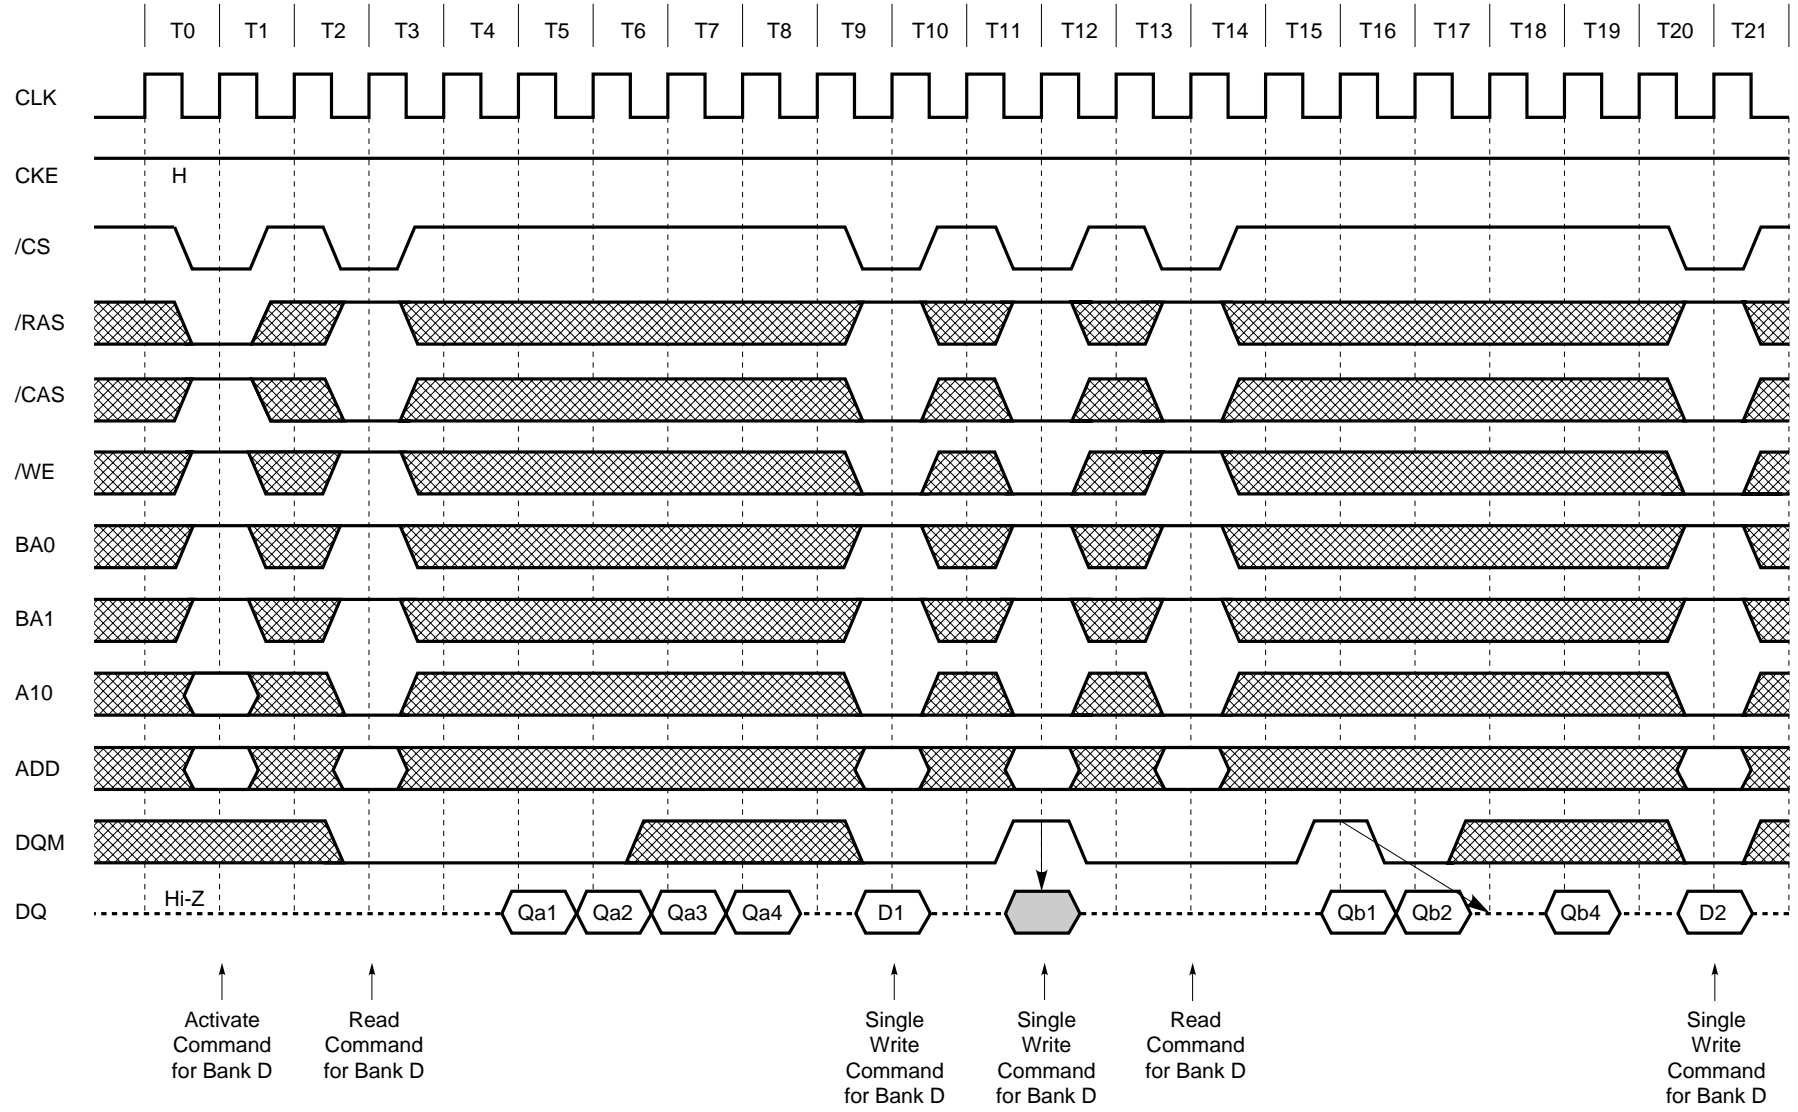 T0 T1 T2 T3 T4 T5 T6 T7 T8 T9 T10 T11 T12 T13 T14 T15 T16 T17 T18 T19 T20 T21
CLK
CKE H
/CS
/RAS
/CAS
/WE
BA0
BA1
A10
ADD
DQM
DQ Hi-Z Qa1 Qa2 Qa3 Qa4 D1 Qb1 Qb2 Qb4 D2
Activate
Command
for Bank D
Read
Command
for Bank D
Single
Write
Command
for Bank D
Single
Write
Command
for Bank D
Read
Command
for Bank D
Single
Write
Command
for Bank D